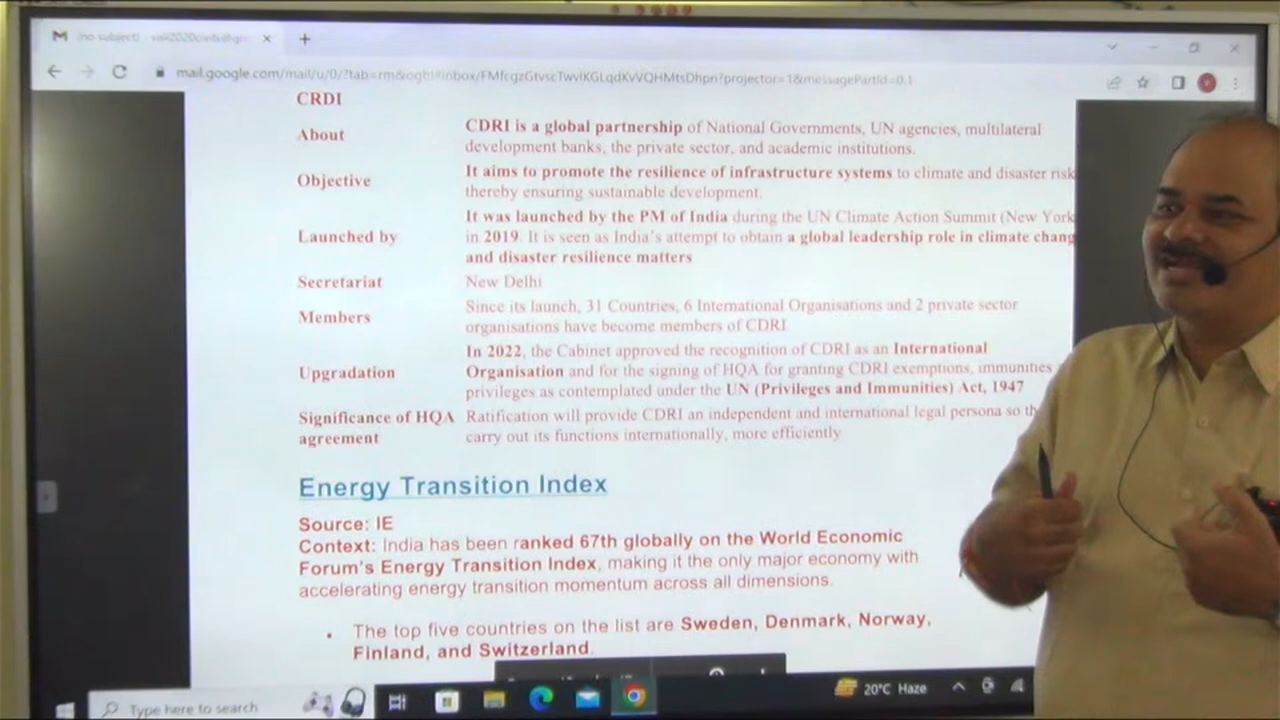 (no subject) -
mail.google.com/mail/u/0/?tab=rm&ogbl#inbox/FMfcgzGtvscTwvlKGLqdKvVQHMtsDhpn?projector=1&messagePartId=0.1
CRDI
About
CDRI is a global partnership of National Governments, UN agencies, multilateral
development banks, the private sector, and academic institutions.
Objective
It aims to promote the resilience of infrastructure systems to climate and disaster risk
thereby ensuring sustainable development.
Launched by
It was launched by the PM of India during the UN Climate Action Summit (New York
in 2019. It is seen as India's attempt to obtain a global leadership role in climate chang
and disaster resilience matters
Secretariat
New Delhi
Members
Since its launch, 31 Countries, 6 International Organisations and 2 private sector
organisations have become members of CDRI
Upgradation
In 2022, the Cabinet approved the recognition of CDRI as an International
Organisation and for the signing of HQA for granting CDRI exemptions, immunities
privileges as contemplated under the UN (Privileges and Immunities) Act, 1947
Significance of HQA
agreement
Ratification will provide CDRI an independent and international legal persona so th
carry out its functions internationally, more efficiently
Energy Transition Index
Source: IE
Context: India has been ranked 67th globally on the World Economic
Forum's Energy Transition Index, making it the only major economy with
accelerating energy transition momentum across all dimensions.
• The top five countries on the list are Sweden, Denmark, Norway,
Finland, and Switzerland.
Type here to search
20°C Haze